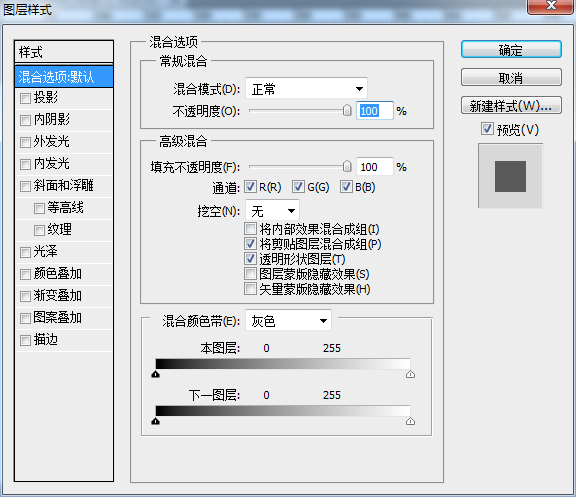 图层样式
样式
混合选项:默认
投影
内阴影
外发光
内发光
斜面和浮雕
等高线
纹理
光泽
颜色叠加
渐变叠加
图案叠加
描边
混合选项
常规混合
混合模式(D): 正常
不透明度(O): 100 %
高级混合
填充不透明度(F): 100 %
通道: R(R) G(G) B(B)
挖空(N): 无
将内部效果混合成组(I)
将剪贴图层混合成组(P)
透明形状图层(T)
图层蒙版隐藏效果(S)
矢量蒙版隐藏效果(H)
混合颜色带(E): 灰色
本图层: 0 255
下一图层: 0 255
确定
取消
新建样式(W)...
预览(V)